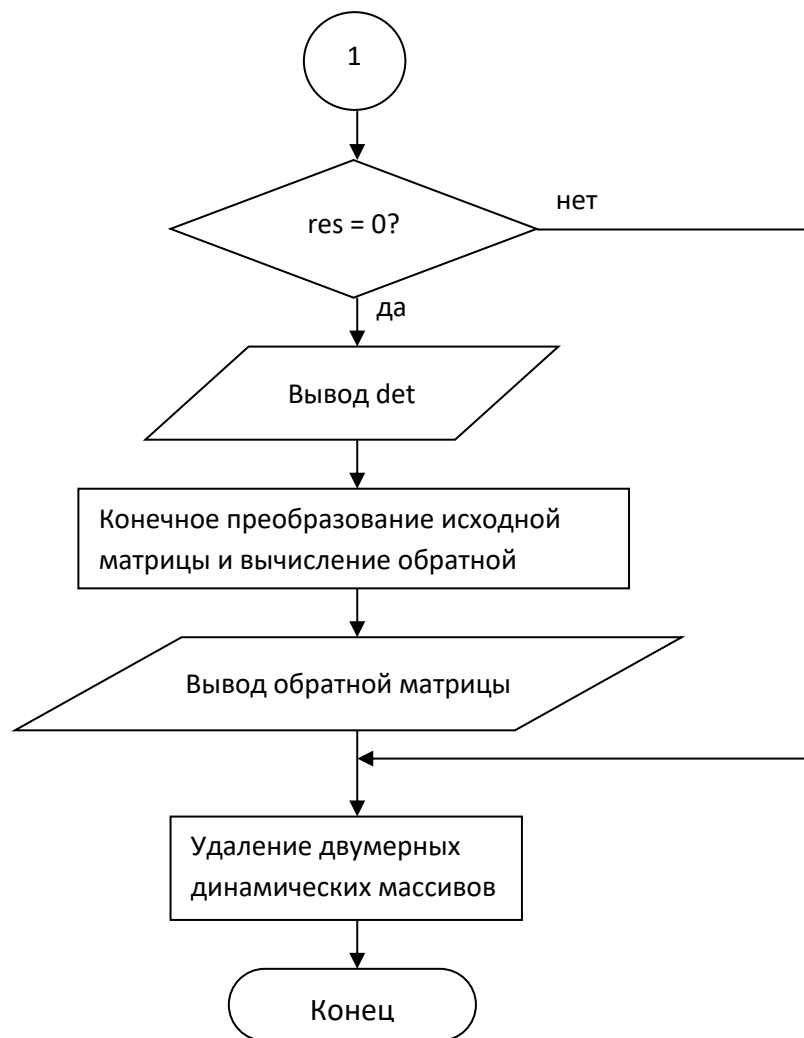 1
res = 0?
нет
да
Вывод det
Конечное преобразование исходной
матрицы и вычисление обратной
Вывод обратной матрицы
Удаление двумерных
динамических массивов
Конец